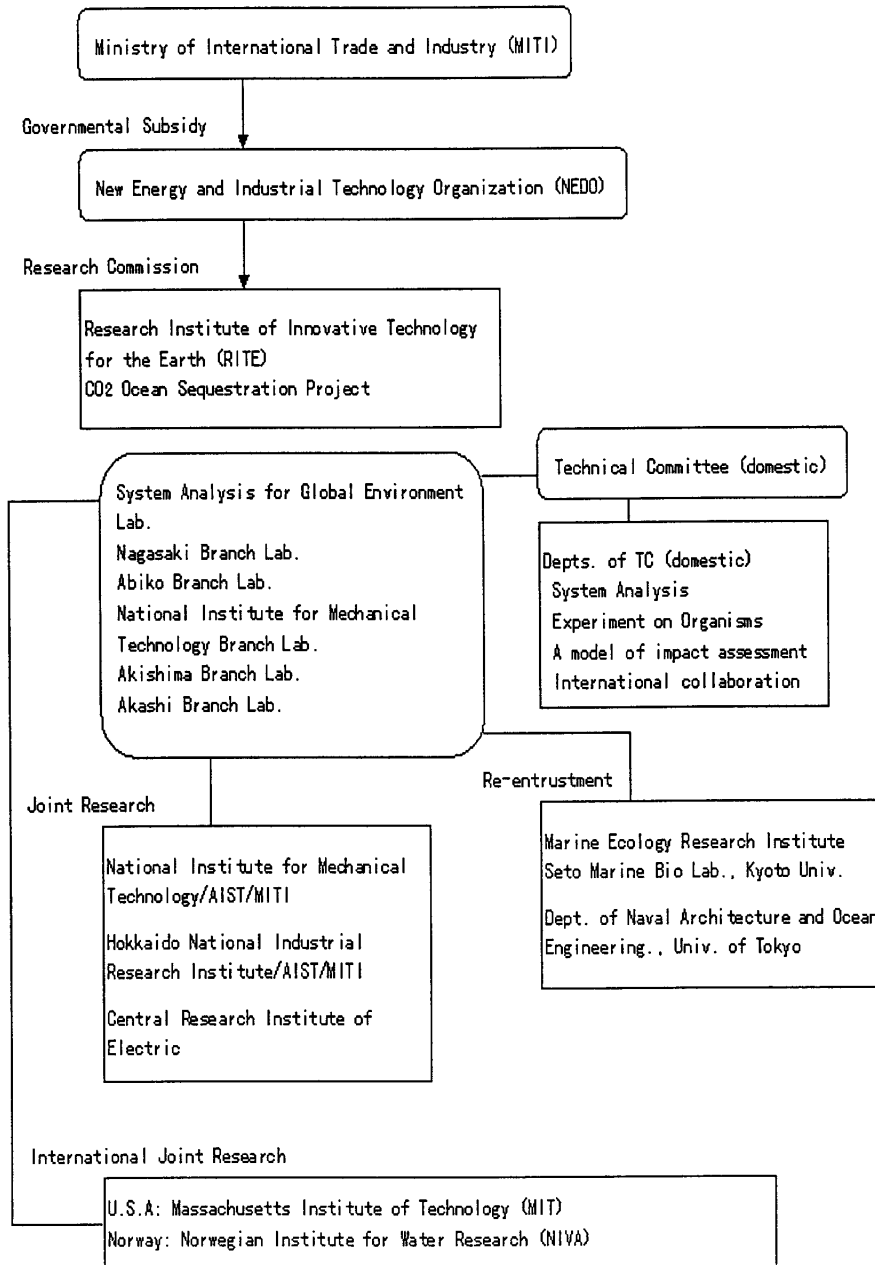 Ministry of International Trade and Industry (MITI)
Governmental Subsidy
New Energy and Industrial Technology Organization (NEDO)
Research Commission
Research Institute of Innovative Technology
for the Earth (RITE)
CO2 Ocean Sequestration Project
Technical Committee (domestic)
System Analysis for Global Environment
Lab.
Nagasaki Branch Lab.
Abiko Branch Lab.
National Institute for Mechanical
Technology Branch Lab.
Akishima Branch Lab.
Akashi Branch Lab.
Depts. of TC (domestic)
System Analysis
Experiment on Organisms
A model of impact assessment
International collaboration
Re-entrustment
Joint Research
National Institute for Mechanical
Technology/AIST/MITI
Hokkaido National Industrial
Research Institute/AIST/MITI
Central Research Institute of
Electric
Marine Ecology Research Institute
Seto Marine Bio Lab., Kyoto Univ.
Dept. of Naval Architecture and Ocean
Engineering., Univ. of Tokyo
International Joint Research
U.S.A: Massachusetts Institute of Technology (MIT)
Norway: Norwegian Institute for Water Research (NIVA)